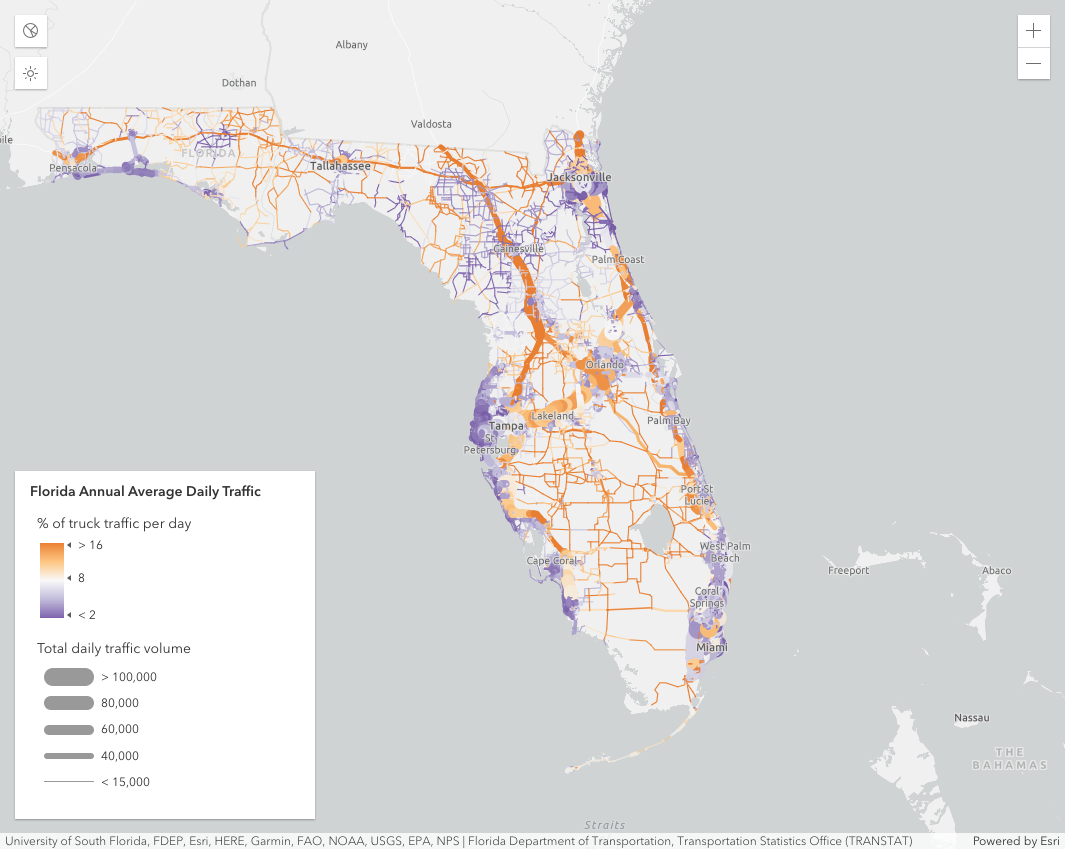 Albany
Dothan
Valdosta
ile
FLORIDA
Pensacola
Tallahassee
Jacksonville
Gainesville
Palm Coast
Orlando
Lakeland
Tampa
St.
Petersburg
Palm Bay
Port St.
Lucie
Cape Coral
West Palm
Beach
Coral
Springs
Miami
Freeport
Abaco
Nassau
THE
BAHAMAS
Straits
Florida Annual Average Daily Traffic
% of truck traffic per day
> 16
8
< 2
Total daily traffic volume
> 100,000
80,000
60,000
40,000
< 15,000
University of South Florida, FDEP, Esri, HERE, Garmin, FAO, NOAA, USGS, EPA, NPS | Florida Department of Transportation, Transportation Statistics Office (TRANSTAT)
Powered by Esri